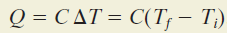 Q = C ΔT = C(T_f − T_i)